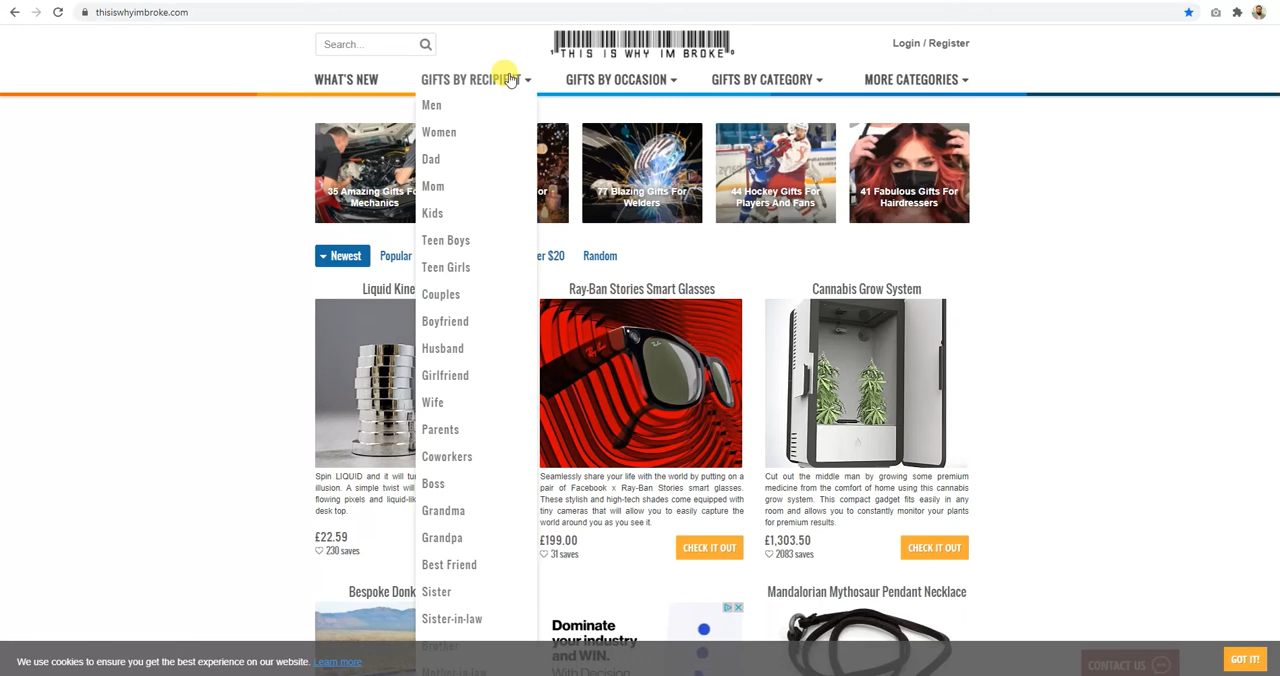 thisiswhyimbroke.com
Search...
THIS IS WHY IM BROKE
Login / Register
WHAT'S NEW
GIFTS BY RECIPIENT
GIFTS BY OCCASION
GIFTS BY CATEGORY
MORE CATEGORIES
Men
Women
Dad
Mom
Kids
Teen Boys
Teen Girls
Couples
Boyfriend
Husband
Girlfriend
Wife
Parents
Coworkers
Boss
Grandma
Grandpa
Best Friend
Sister
Sister-in-law
Brother
Mother-in-law
35 Amazing Gifts Fo
Mechanics
or
77 Blazing Gifts For
Welders
44 Hockey Gifts For
Players And Fans
41 Fabulous Gifts For
Hairdressers
Newest
Popular
er $20
Random
Liquid Kine
Spin LIQUID and it will tur
illusion. A simple twist wil
flowing pixels and liquid-lik
desk top.
£22.59
230 saves
Ray-Ban Stories Smart Glasses
Seamlessly share your life with the world by putting on a
pair of Facebook x Ray-Ban Stories smart glasses.
These stylish and high-tech shades come equipped with
tiny cameras that will allow you to easily capture the
world around you as you see it.
£199.00
31 saves
CHECK IT OUT
Cannabis Grow System
Cut out the middle man by growing some premium
medicine from the comfort of home using this cannabis
grow system. This compact gadget fits easily in any
room and allows you to constantly monitor your plants
for premium results.
£1,303.50
2083 saves
CHECK IT OUT
Bespoke Donk
Dominate
your industry
and WIN.
With Decision
Mandalorian Mythosaur Pendant Necklace
We use cookies to ensure you get the best experience on our website. Learn more
CONTACT US
GOT IT!